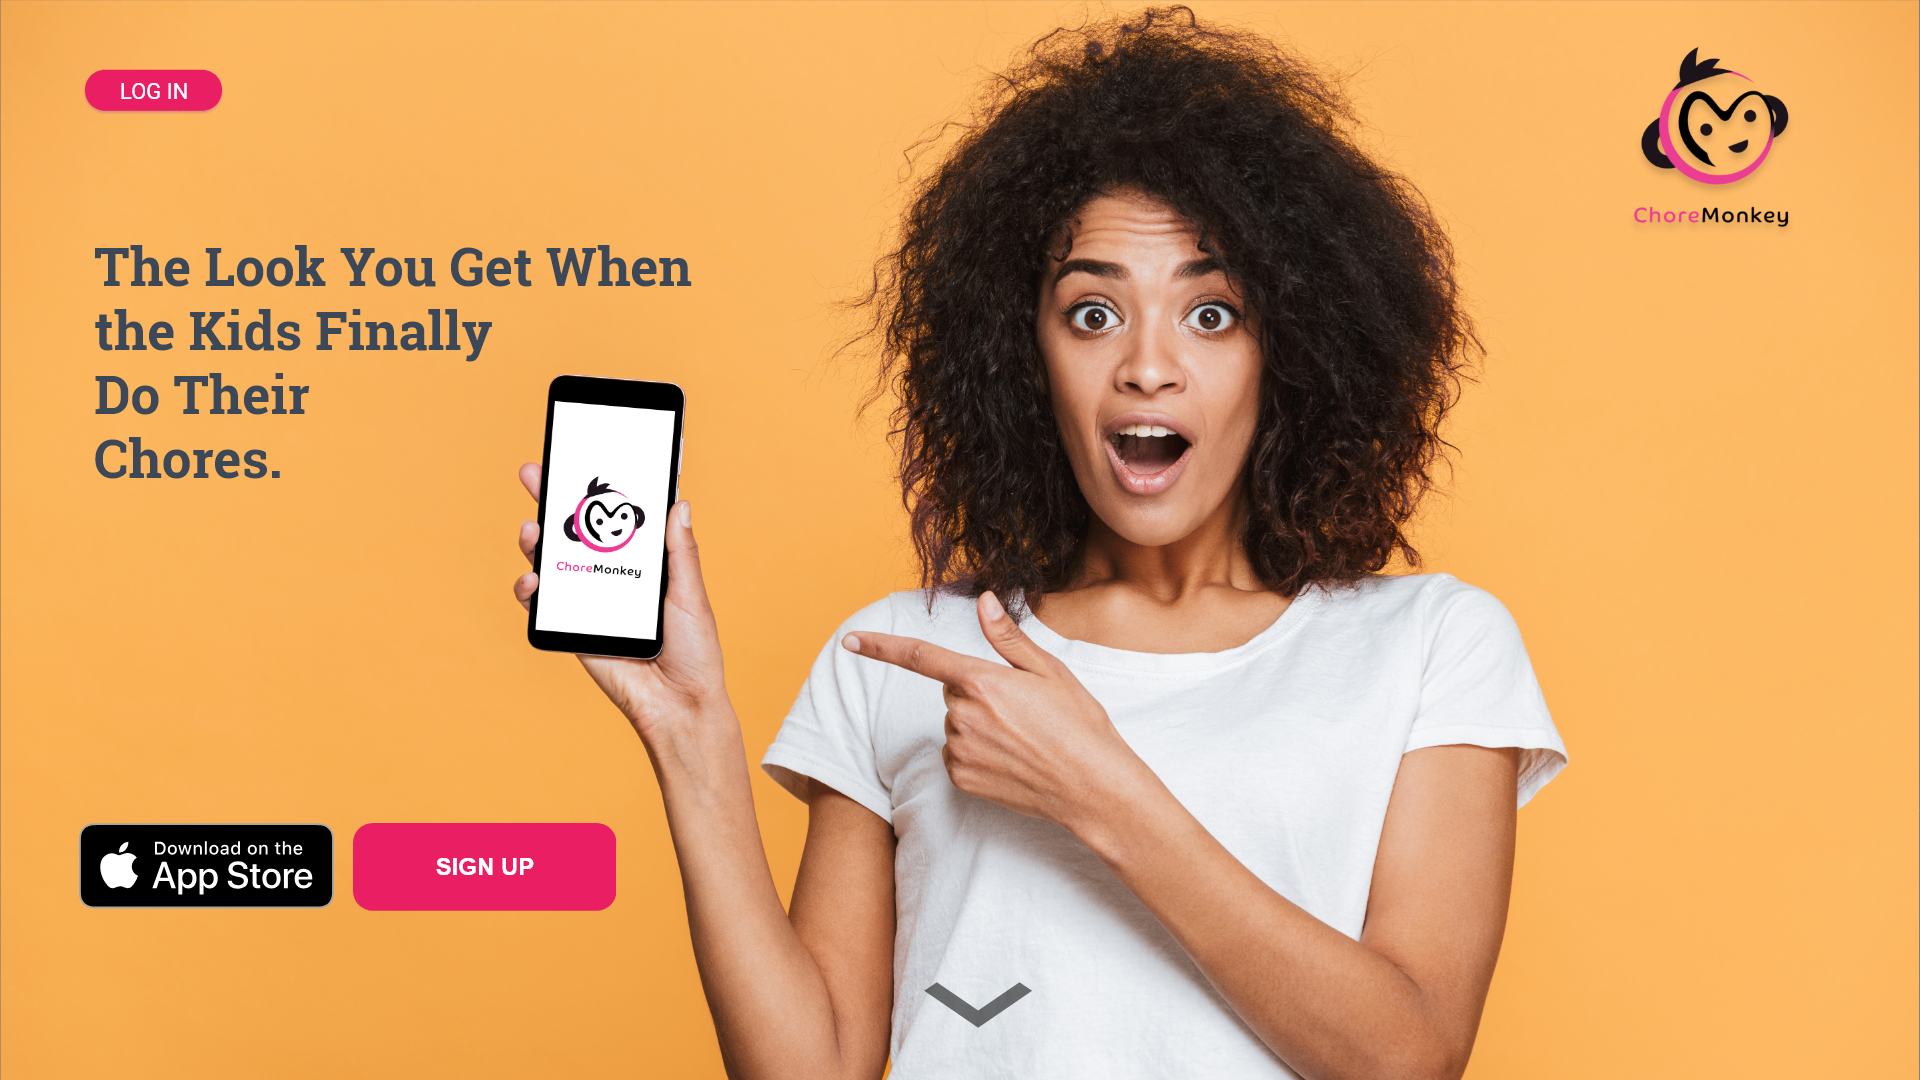 LOG IN
ChoreMonkey
The Look You Get When
the Kids Finally
Do Their
Chores.
ChoreMonkey
Download on the
App Store
SIGN UP